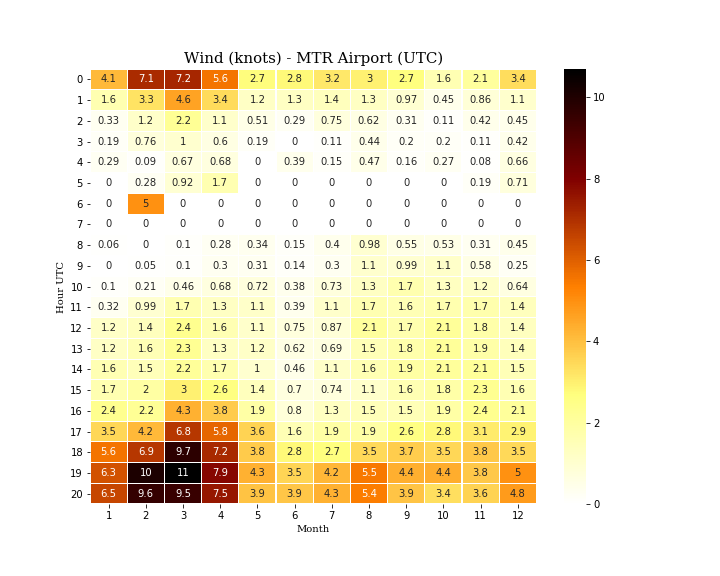 Wind (knots) - MTR Airport (UTC)
0 4.1 7.1 7.2 5.6 2.7 2.8 3.2 3 2.7 1.6 2.1 3.4
1 1.6 3.3 4.6 3.4 1.2 1.3 1.4 1.3 0.97 0.45 0.86 1.1
2 0.33 1.2 2.2 1.1 0.51 0.29 0.75 0.62 0.31 0.11 0.42 0.45
3 0.19 0.76 1 0.6 0.19 0 0.11 0.44 0.2 0.2 0.11 0.42
4 0.29 0.09 0.67 0.68 0 0.39 0.15 0.47 0.16 0.27 0.08 0.66
5 0 0.28 0.92 1.7 0 0 0 0 0 0 0.19 0.71
6 0 5 0 0 0 0 0 0 0 0 0 0
7 0 0 0 0 0 0 0 0 0 0 0 0
8 0.06 0 0.1 0.28 0.34 0.15 0.4 0.98 0.55 0.53 0.31 0.45
9 0 0.05 0.1 0.3 0.31 0.14 0.3 1.1 0.99 1.1 0.58 0.25
10 0.1 0.21 0.46 0.68 0.72 0.38 0.73 1.3 1.7 1.3 1.2 0.64
11 0.32 0.99 1.7 1.3 1.1 0.39 1.1 1.7 1.6 1.7 1.7 1.4
12 1.2 1.4 2.4 1.6 1.1 0.75 0.87 2.1 1.7 2.1 1.8 1.4
13 1.2 1.6 2.3 1.3 1.2 0.62 0.69 1.5 1.8 2.1 1.9 1.4
14 1.6 1.5 2.2 1.7 1 0.46 1.1 1.6 1.9 2.1 2.1 1.5
15 1.7 2 3 2.6 1.4 0.7 0.74 1.1 1.6 1.8 2.3 1.6
16 2.4 2.2 4.3 3.8 1.9 0.8 1.3 1.5 1.5 1.9 2.4 2.1
17 3.5 4.2 6.8 5.8 3.6 1.6 1.9 1.9 2.6 2.8 3.1 2.9
18 5.6 6.9 9.7 7.2 3.8 2.8 2.7 3.5 3.7 3.5 3.8 3.5
19 6.3 10 11 7.9 4.3 3.5 4.2 5.5 4.4 4.4 3.8 5
20 6.5 9.6 9.5 7.5 3.9 3.9 4.3 5.4 3.9 3.4 3.6 4.8
1 2 3 4 5 6 7 8 9 10 11 12
Month
Hour UTC
10
8
6
4
2
0